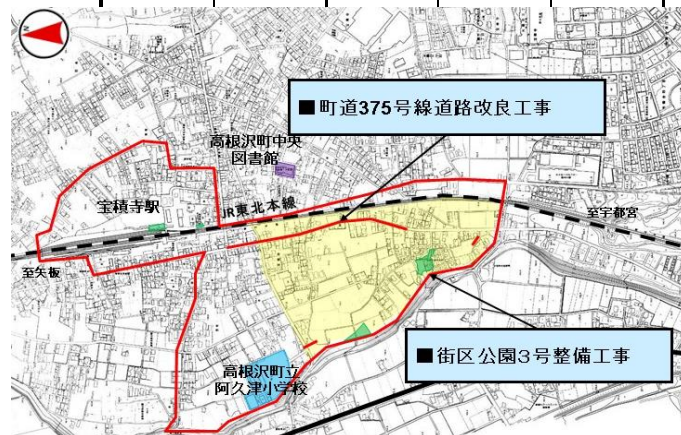 N
■町道375号線道路改良工事
高根沢町中央
図書館
宝積寺駅
JR東北本線
至宇都宮
至矢板
■街区公園3号整備工事
高根沢町立
阿久津小学校